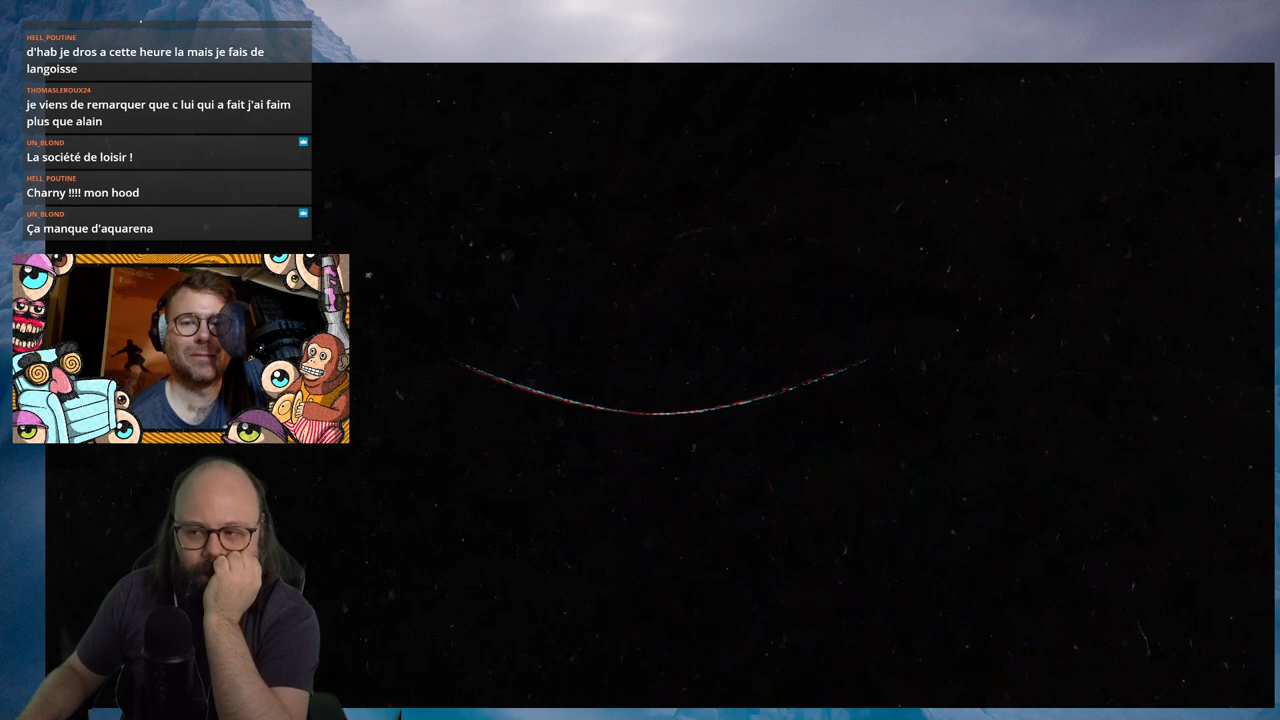 HELL_POUTINE
d'hab je dros a cette heure la mais je fais de
langoisse
THOMASLEROUX24
je viens de remarquer que c lui qui a fait j'ai faim
plus que alain
UN_BLOND
La société de loisir !
HELL_POUTINE
Charny !!!! mon hood
UN_BLOND
Ça manque d'aquarena